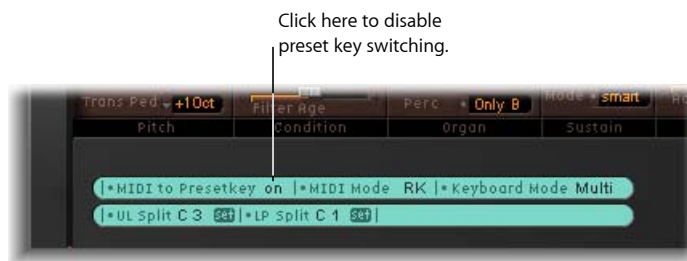 Click here to disable
preset key switching.
Trans Ped +1Oct
Filter Age
Perc Only B
Mode smart
Pitch Condition Organ Sustain
|•MIDI to Presetkey on |•MIDI Mode RK |•Keyboard Mode Multi
|•UL Split C 3 set |•LP Split C 1 set |